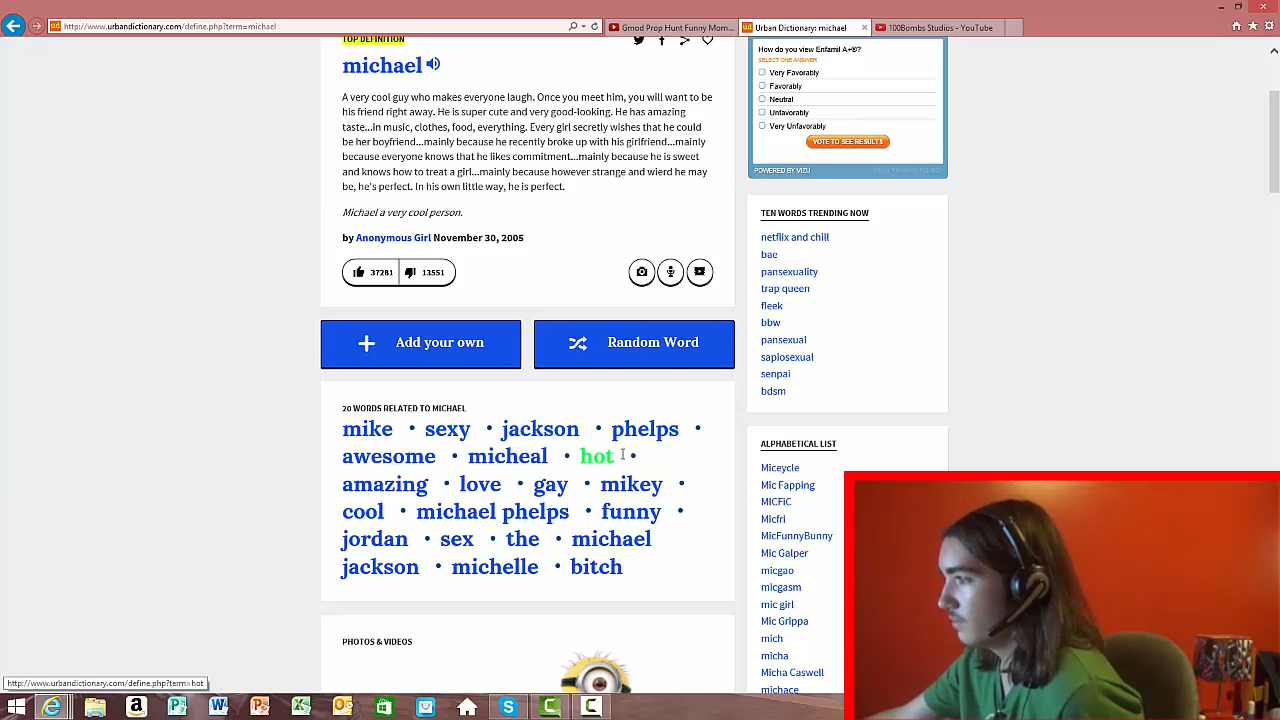 http://www.urbandictionary.com/define.php?term=michael
Gmod Prop Hunt Funny Mom...
Urban Dictionary: michael
100Bombs Studios - YouTube
TOP DEFINITION
michael
A very cool guy who makes everyone laugh. Once you meet him, you will want to be
his friend right away. He is super cute and very good-looking. He has amazing
taste...in music, clothes, food, everything. Every girl secretly wishes that he could
be her boyfriend...mainly because he recently broke up with his girlfriend...mainly
because everyone knows that he likes commitment...mainly because he is sweet
and knows how to treat a girl...mainly because however strange and wierd he may
be, he's perfect. In his own little way, he is perfect.
Michael a very cool person.
by Anonymous Girl November 30, 2005
37281 13551
Add your own
Random Word
20 WORDS RELATED TO MICHAEL
mike • sexy • jackson • phelps •
awesome • micheal • hot •
amazing • love • gay • mikey •
cool • michael phelps • funny •
jordan • sex • the • michael
jackson • michelle • bitch
PHOTOS & VIDEOS
How do you view Enfamil A+®?
SELECT ONE ANSWER
Very Favorably
Favorably
Neutral
Unfavorably
Very Unfavorably
VOTE TO SEE RESULTS
POWERED BY VIZU
TEN WORDS TRENDING NOW
netflix and chill
bae
pansexuality
trap queen
fleek
bbw
pansexual
sapiosexual
senpai
bdsm
ALPHABETICAL LIST
Miceycle
Mic Fapping
MICFiC
Micfri
MicFunnyBunny
Mic Galper
micgao
micgasm
mic girl
Mic Grippa
mich
micha
Micha Caswell
michace
http://www.urbandictionary.com/define.php?term=hot